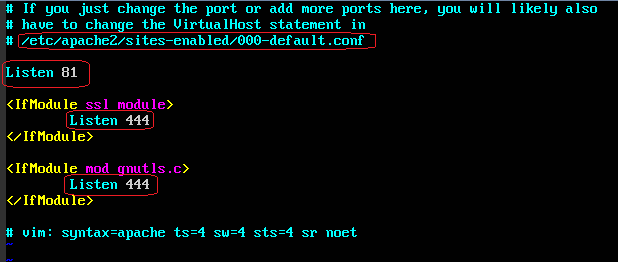 # If you just change the port or add more ports here, you will likely also
# have to change the VirtualHost statement in
# /etc/apache2/sites-enabled/000-default.conf
Listen 81
<IfModule ssl_module>
Listen 444
</IfModule>
<IfModule mod_gnutls.c>
Listen 444
</IfModule>
# vim: syntax=apache ts=4 sw=4 sts=4 sr noet
~
~